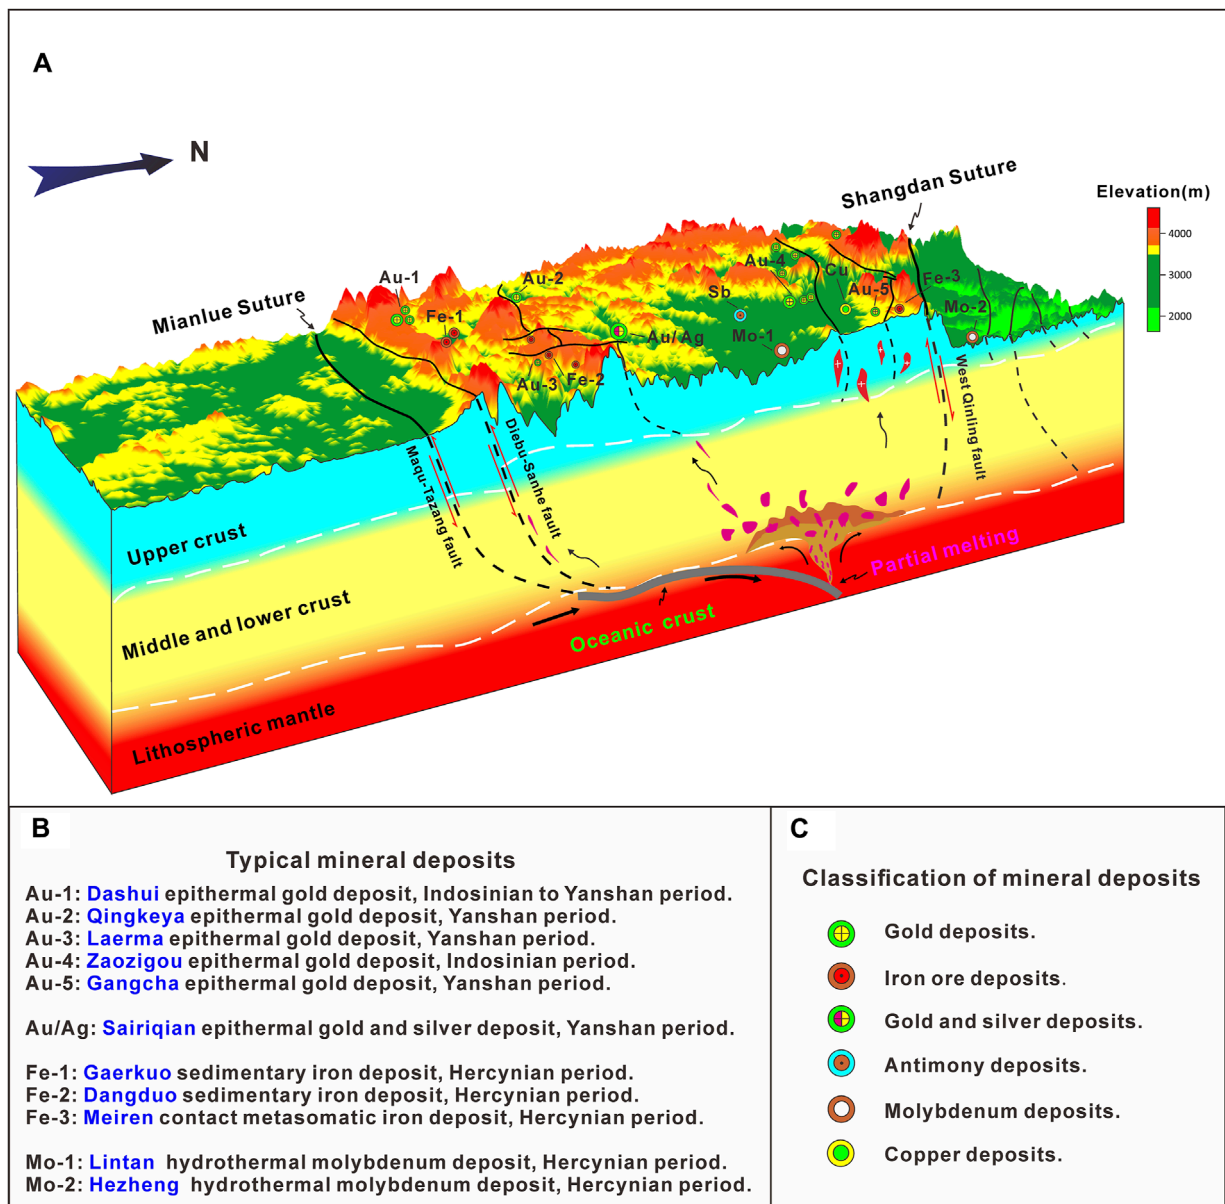 A
N
Shangdan Suture
Elevation(m)
4000
3000
2000
Mianlue Suture
Au-1
Au-2
Au-4
Cu
Fe-3
Sb
Au-5
Fe-1
Mo-2
Au/Ag
Mo-1
Au-3
Fe-2
Maqu-Tazang fault
Diebu-Sanhe fault
West Qinling fault
Upper crust
Middle and lower crust
Lithospheric mantle
Oceanic crust
Partial melting
B
Typical mineral deposits
Au-1: Dashui epithermal gold deposit, Indosinian to Yanshan period.
Au-2: Qingkeya epithermal gold deposit, Yanshan period.
Au-3: Laerma epithermal gold deposit, Yanshan period.
Au-4: Zaozigou epithermal gold deposit, Indosinian period.
Au-5: Gangcha epithermal gold deposit, Yanshan period.
Au/Ag: Sairiqian epithermal gold and silver deposit, Yanshan period.
Fe-1: Gaerkuo sedimentary iron deposit, Hercynian period.
Fe-2: Dangduo sedimentary iron deposit, Hercynian period.
Fe-3: Meiren contact metasomatic iron deposit, Hercynian period.
Mo-1: Lintan hydrothermal molybdenum deposit, Hercynian period.
Mo-2: Hezheng hydrothermal molybdenum deposit, Hercynian period.
C
Classification of mineral deposits
Gold deposits.
Iron ore deposits.
Gold and silver deposits.
Antimony deposits.
Molybdenum deposits.
Copper deposits.